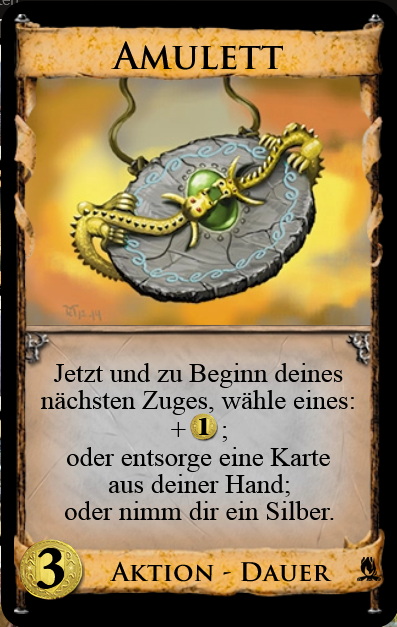 AMULETT
Jetzt und zu Beginn deines
nächsten Zuges, wähle eines:
+ 1 ;
oder entsorge eine Karte
aus deiner Hand;
oder nimm dir ein Silber.
3 AKTION - DAUER